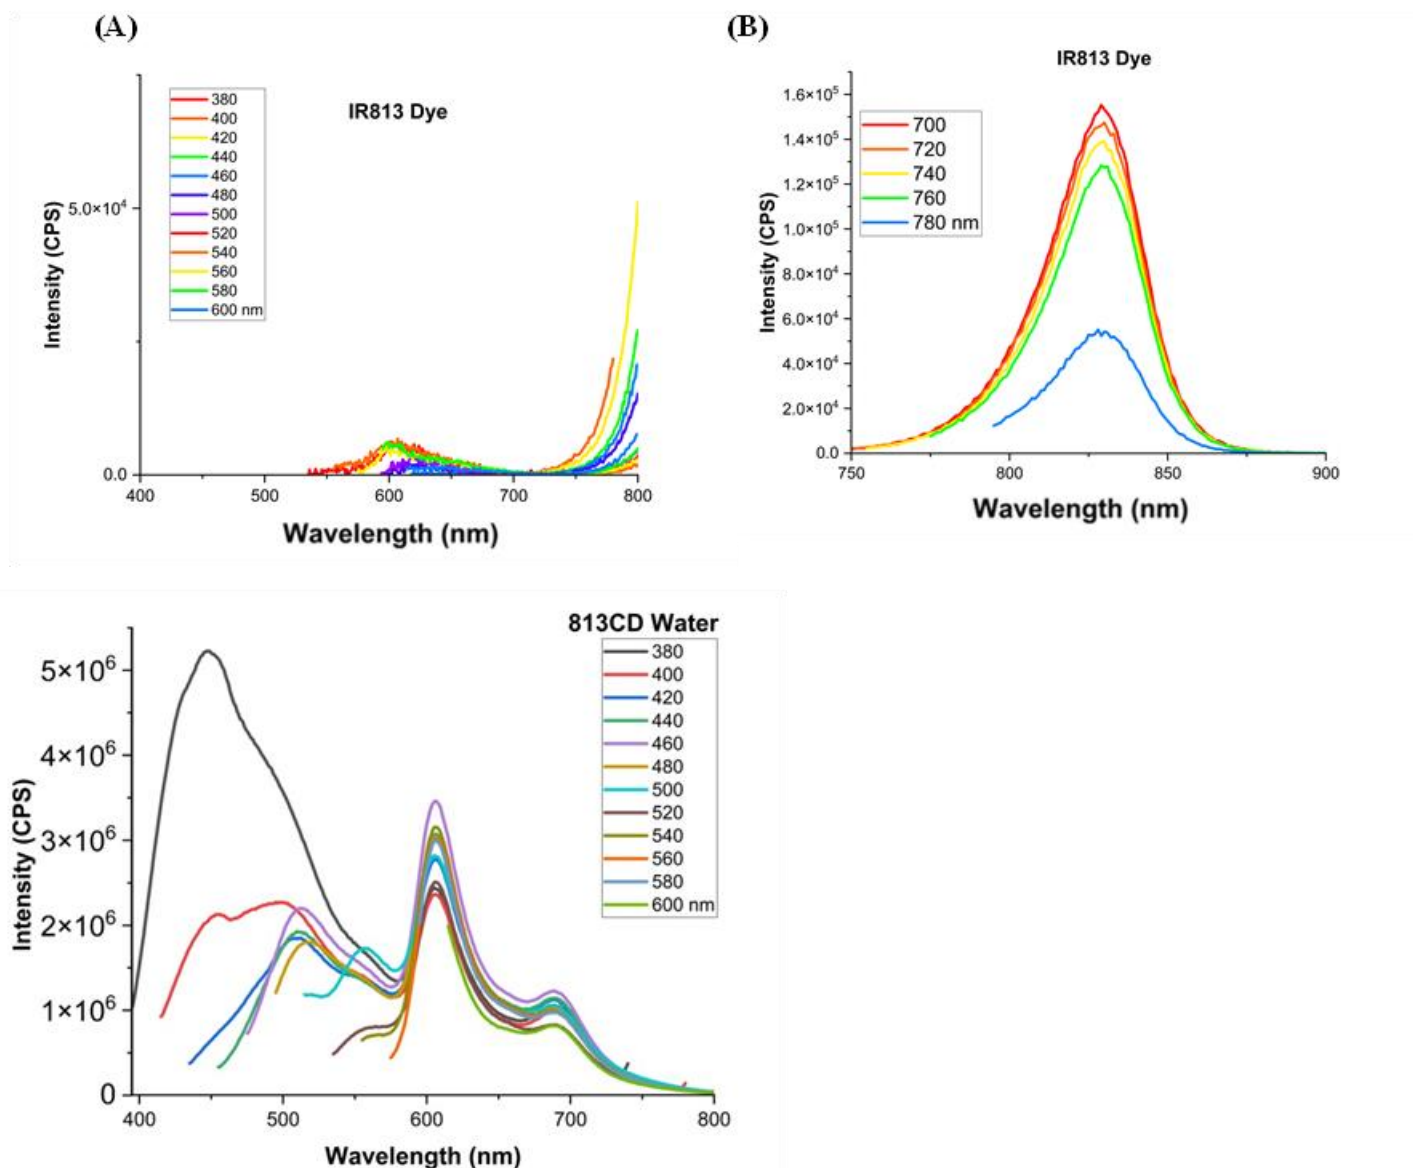 (A)
IR813 Dye
380
400
420
440
460
480
500
520
540
560
580
600 nm
Intensity (CPS)
5.0×10⁴
0.0
400 500 600 700 800
Wavelength (nm)
(B)
IR813 Dye
700
720
740
760
780 nm
Intensity (CPS)
1.6×10⁵
1.4×10⁵
1.2×10⁵
1.0×10⁵
8.0×10⁴
6.0×10⁴
4.0×10⁴
2.0×10⁴
0.0
750 800 850 900
Wavelength (nm)
813CD Water
380
400
420
440
460
480
500
520
540
560
580
600 nm
Intensity (CPS)
5×10⁶
4×10⁶
3×10⁶
2×10⁶
1×10⁶
0
400 500 600 700 800
Wavelength (nm)